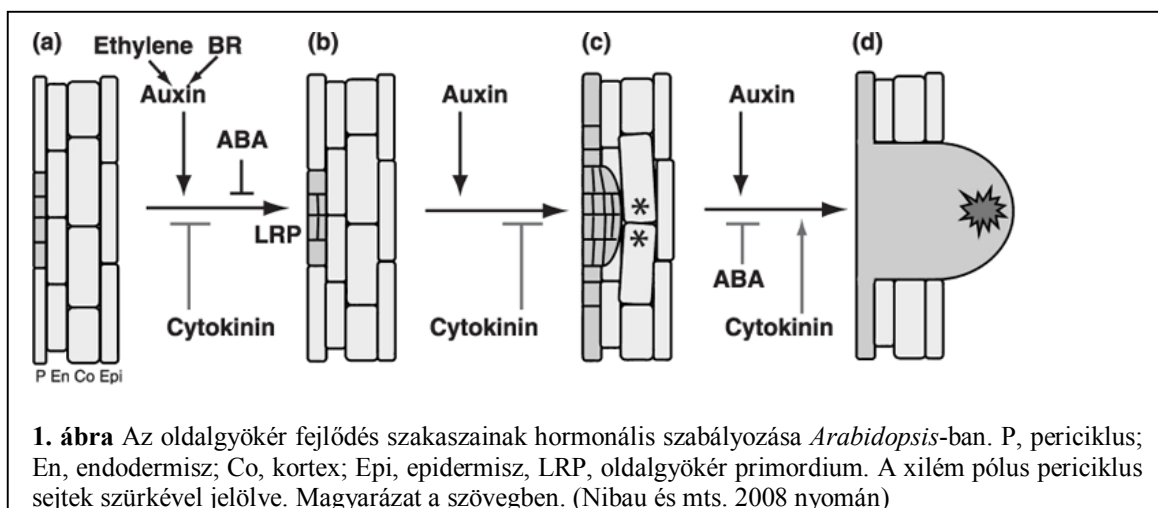 (a)
Ethylene BR
(b)
(c)
(d)
Auxin
Auxin
Auxin
ABA
LRP
*
*
ABA
Cytokinin
Cytokinin
Cytokinin
P En Co Epi
1. ábra Az oldalgyökér fejlődés szakaszainak hormonális szabályozása Arabidopsis-ban. P, periciklus;
En, endodermisz; Co, kortex; Epi, epidermisz, LRP, oldalgyökér primordium. A xilém pólus periciklus
sejtek szürkével jelölve. Magyarázat a szövegben. (Nibau és mts. 2008 nyomán)